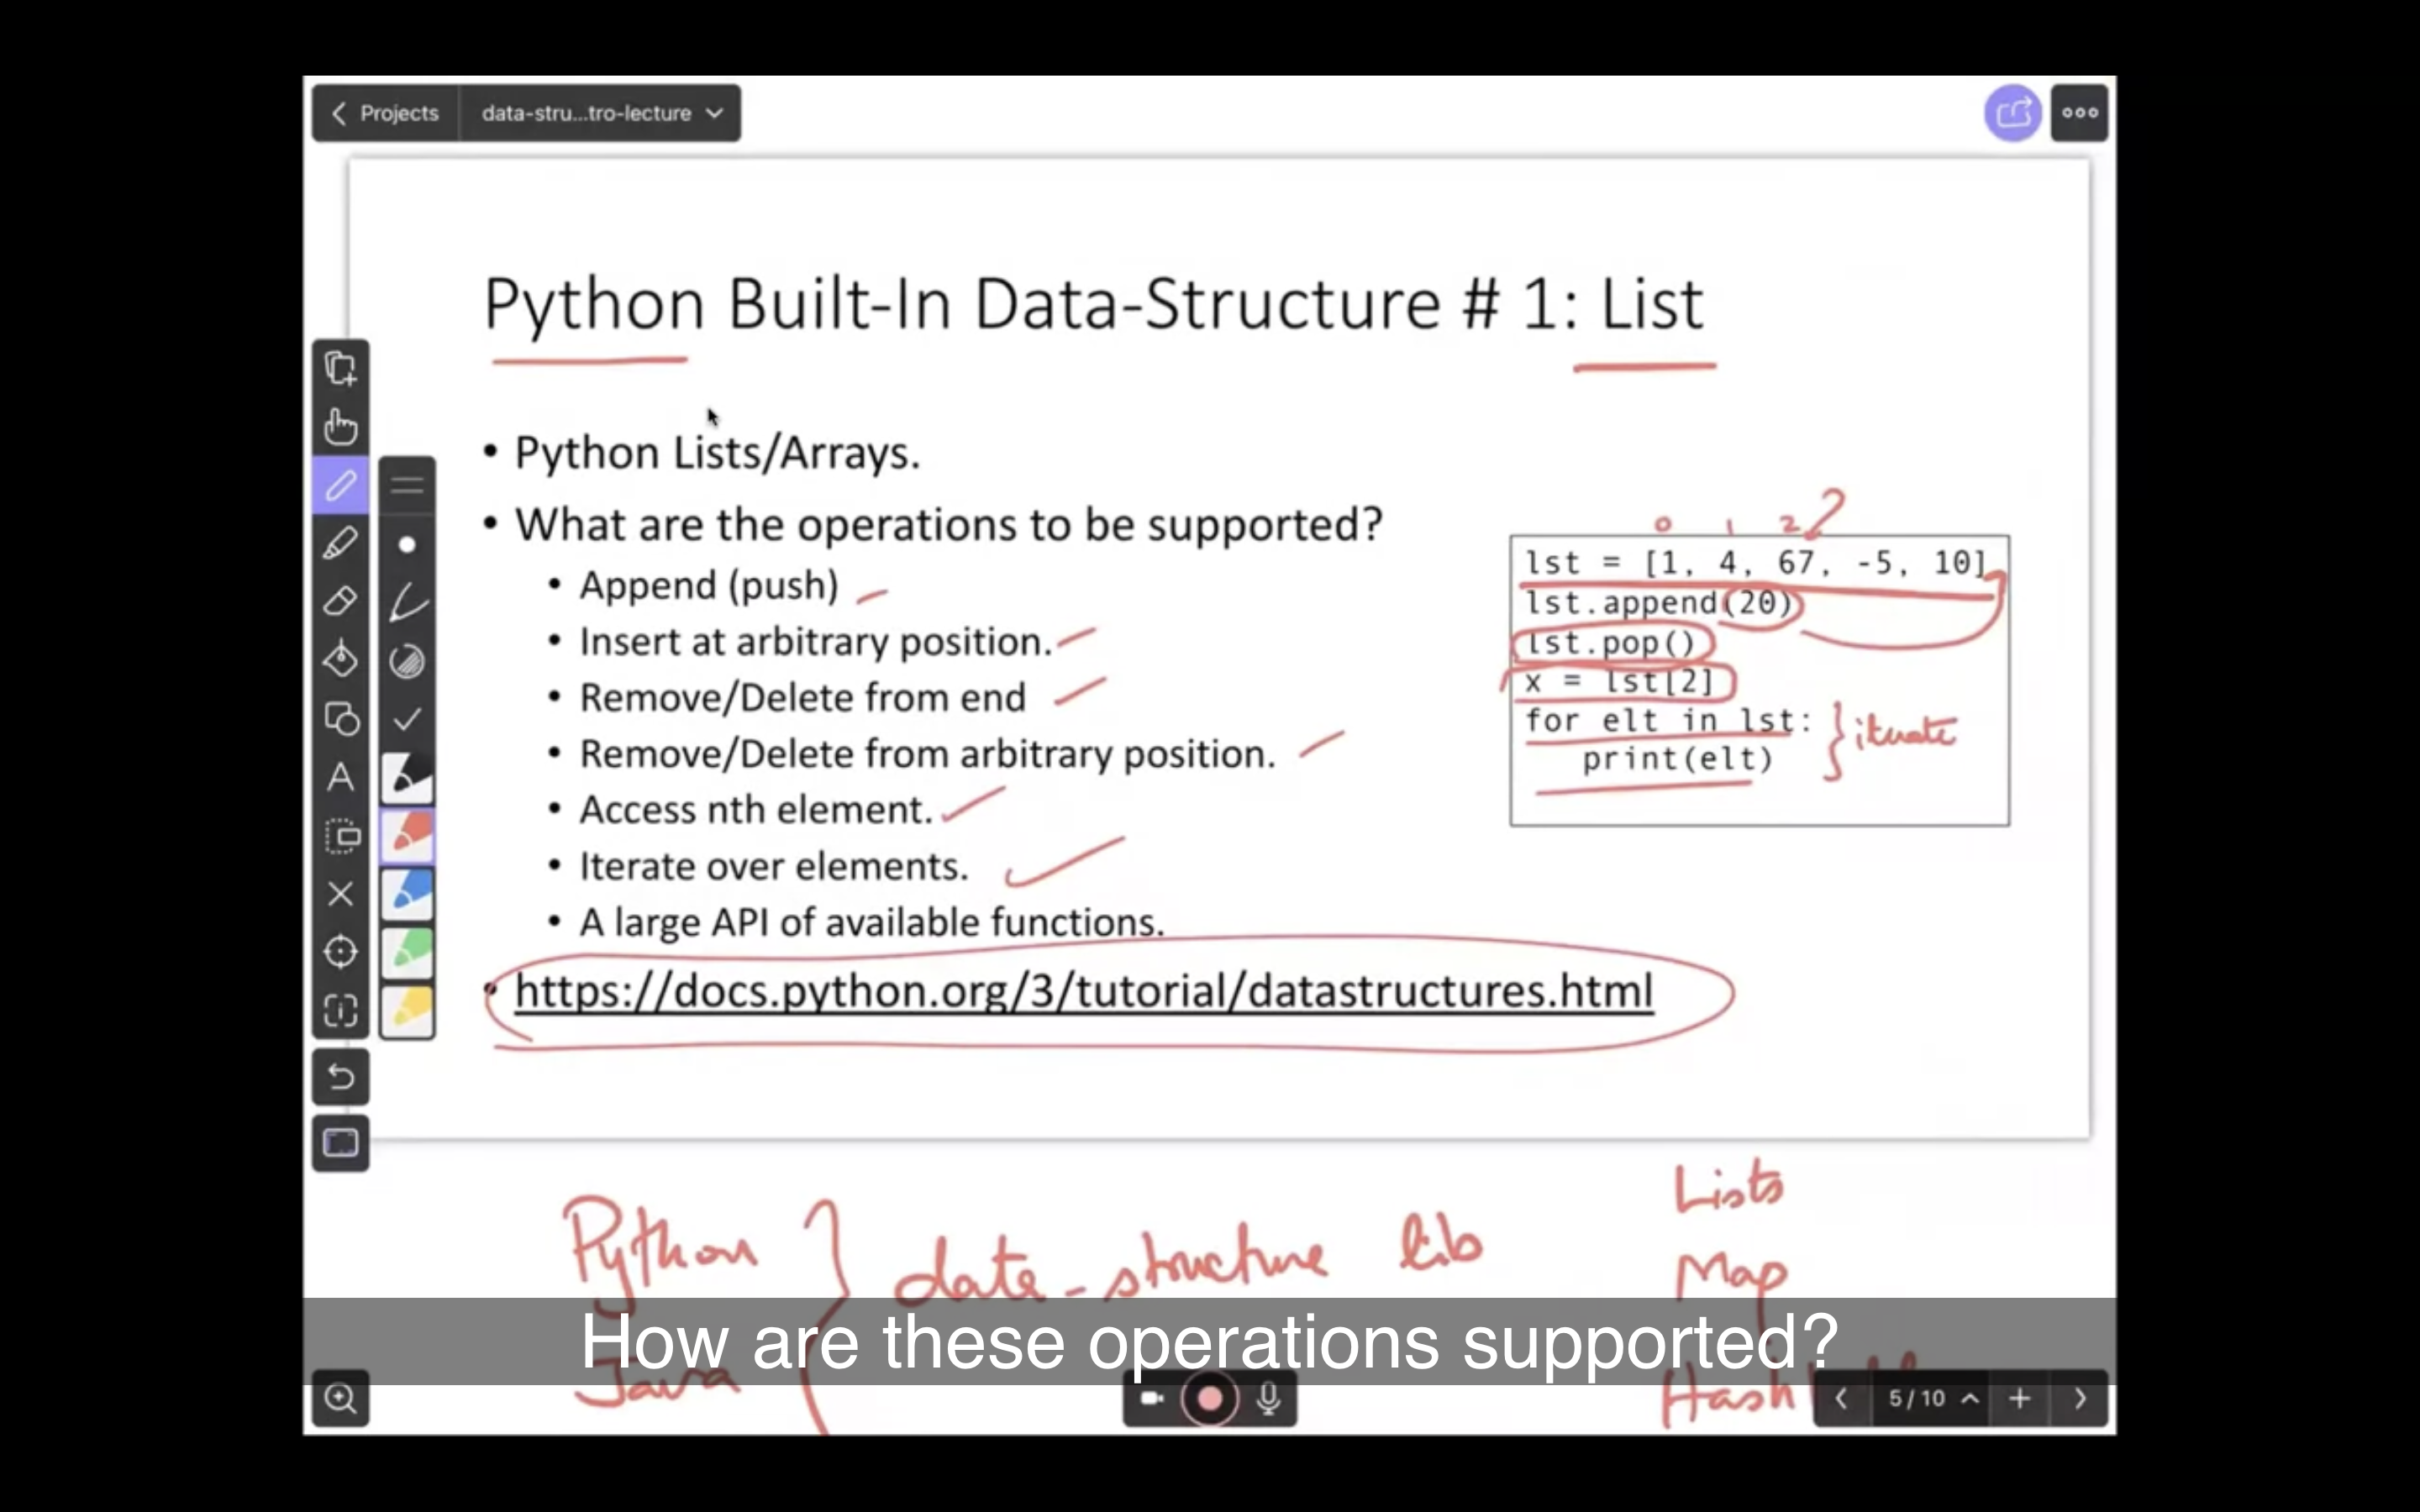 Projects data-stru...tro-lecture
Python Built-In Data-Structure # 1: List
• Python Lists/Arrays.
• What are the operations to be supported?
• Append (push)
• Insert at arbitrary position.
• Remove/Delete from end
• Remove/Delete from arbitrary position.
• Access nth element.
• Iterate over elements.
• A large API of available functions.
• https://docs.python.org/3/tutorial/datastructures.html
0 1 2
lst = [1, 4, 67, -5, 10]
lst.append(20)
lst.pop()
x = lst[2]
for elt in lst:
print(elt)
iterate
Lists
Python data-structure lib
Map
How are these operations supported?
Java
Hash
5/10